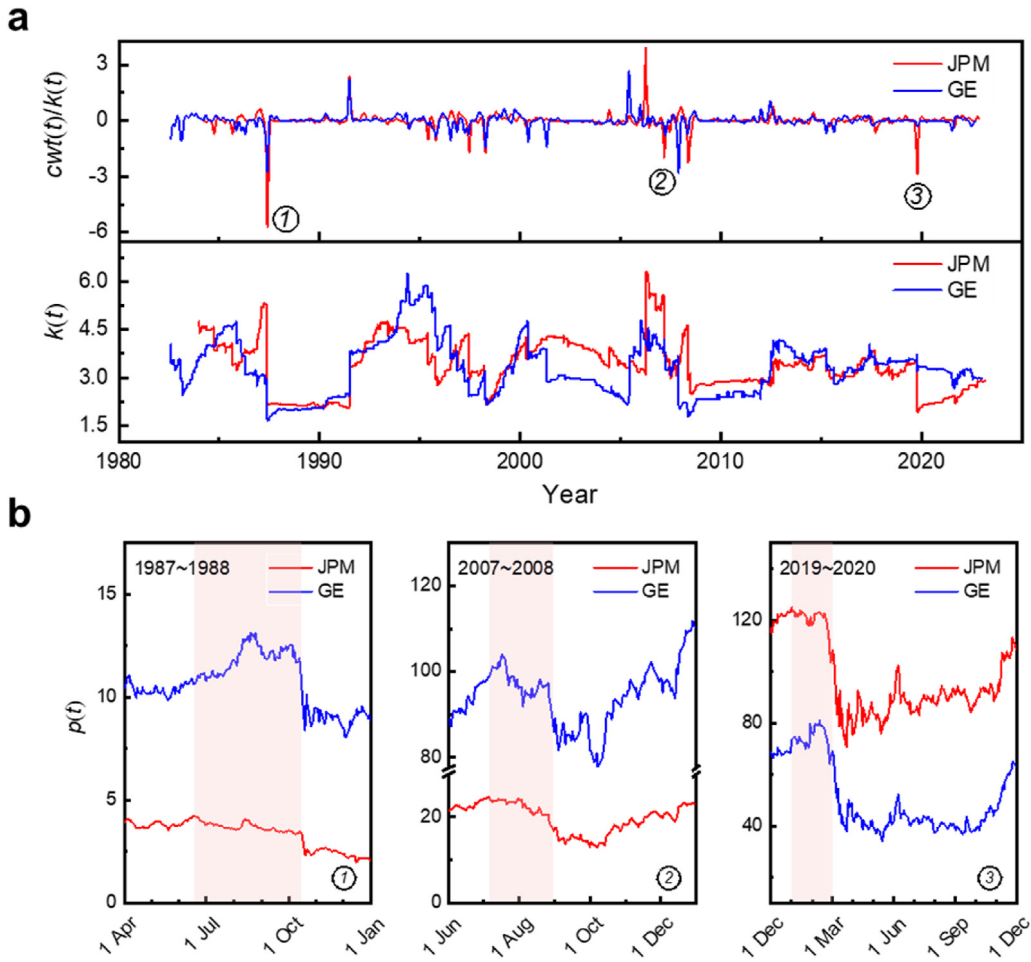 a
cwt(t)/k(t)
3
0
-3
-6
JPM
GE
1
2
3
k(t)
6.0
4.5
3.0
1.5
JPM
GE
1980
1990
2000
2010
2020
Year
b
p(t)
15
10
5
0
1987~1988
JPM
GE
1
1 Apr
1 Jul
1 Oct
1 Jan
120
100
80
20
0
2007~2008
JPM
GE
2
1 Jun
1 Aug
1 Oct
1 Dec
120
80
40
2019~2020
JPM
GE
3
1 Dec
1 Mar
1 Jun
1 Sep
1 Dec